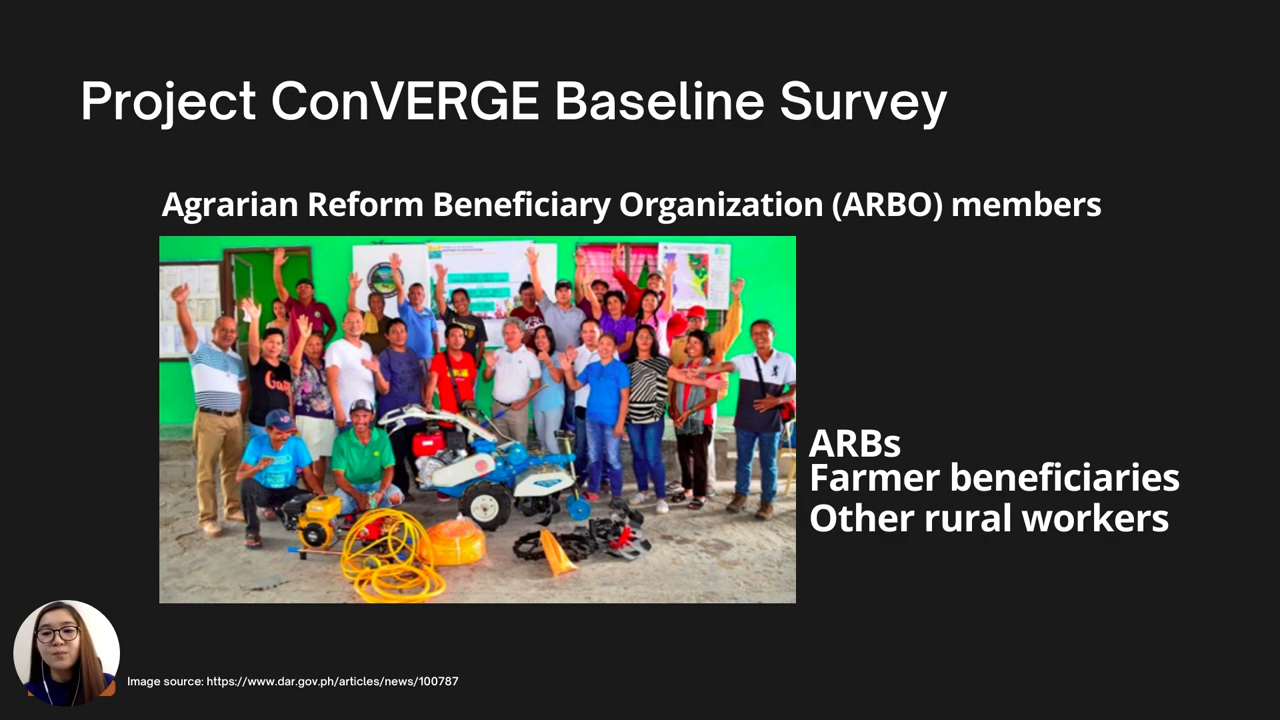 Project ConVERGE Baseline Survey
Agrarian Reform Beneficiary Organization (ARBO) members
ARBs
Farmer beneficiaries
Other rural workers
Image source: https://www.dar.gov.ph/articles/news/100787